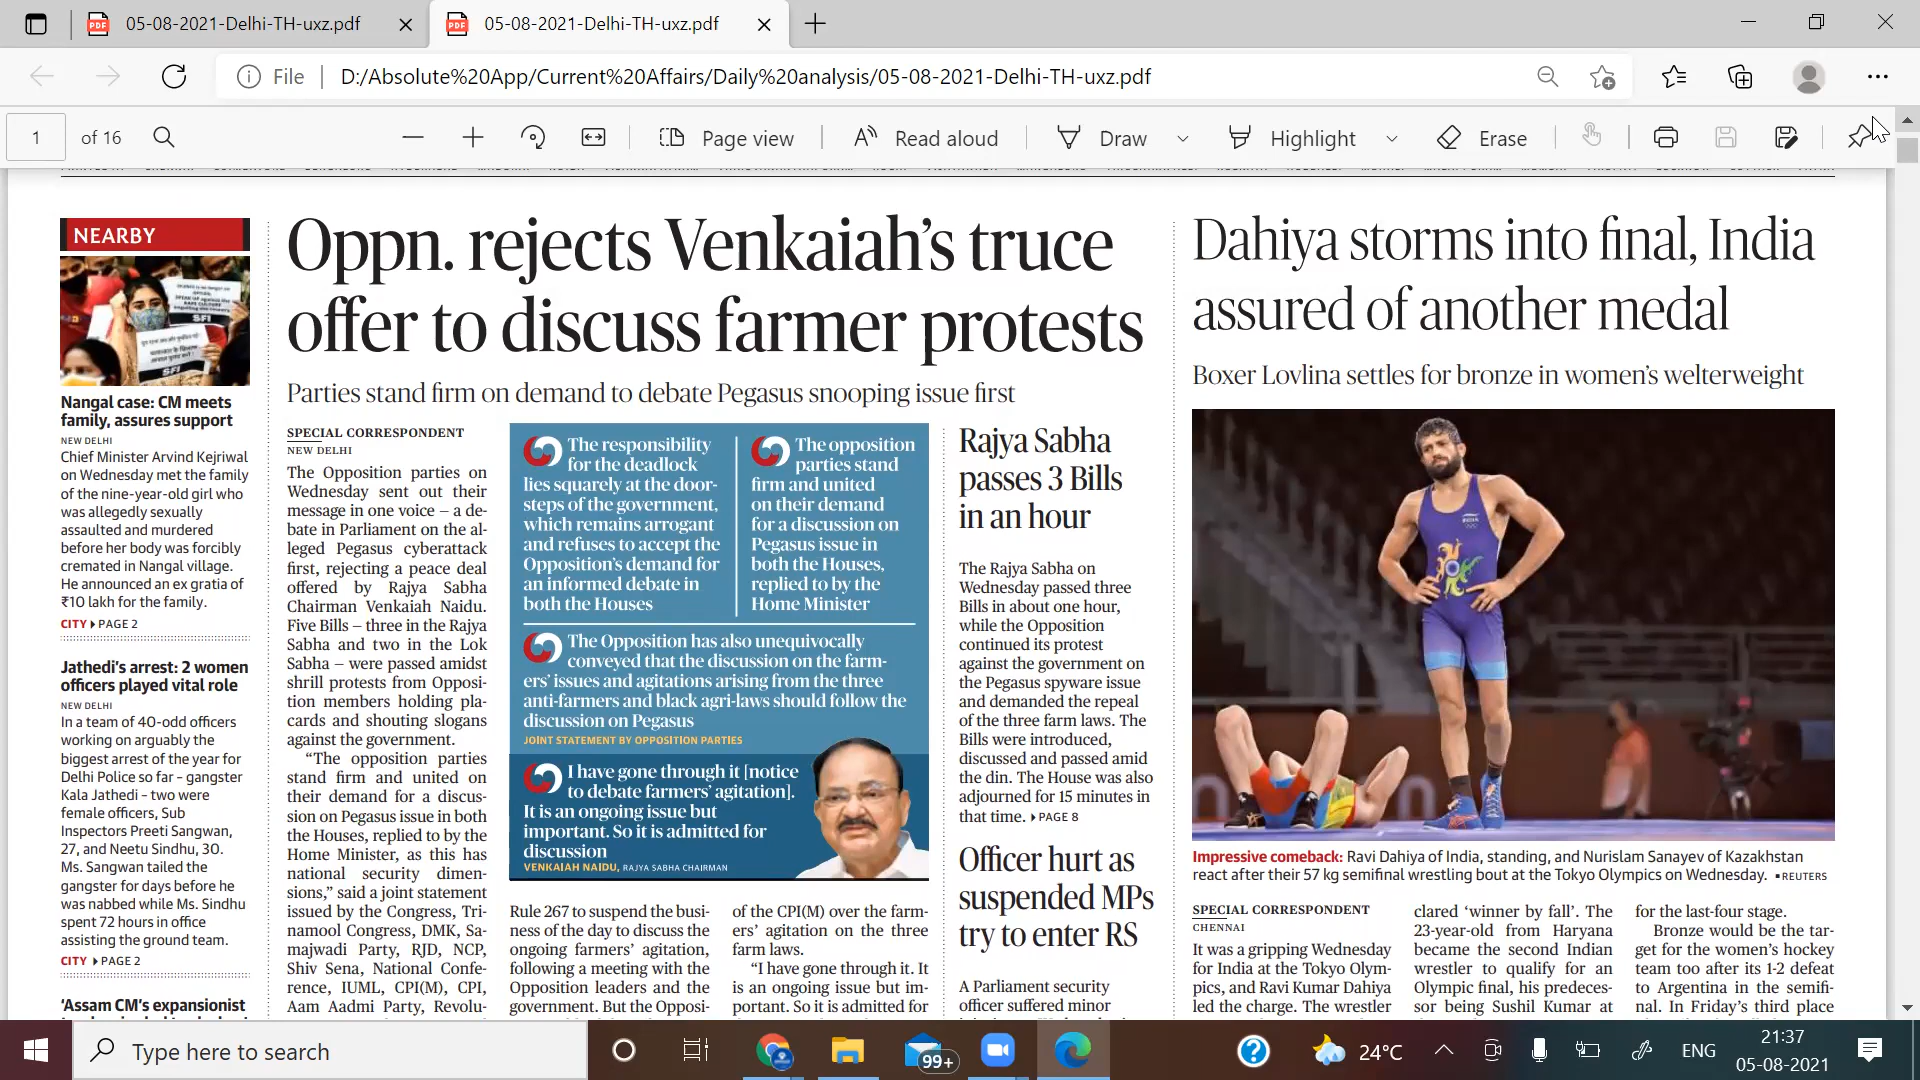 05-08-2021-Delhi-TH-uxz.pdf
05-08-2021-Delhi-TH-uxz.pdf
File
D:/Absolute%20App/Current%20Affairs/Daily%20analysis/05-08-2021-Delhi-TH-uxz.pdf
1 of 16
Page view
Read aloud
Draw
Highlight
Erase
NEARBY
SFI
SFI
Nangal case: CM meets
family, assures support
NEW DELHI
Chief Minister Arvind Kejriwal
on Wednesday met the family
of the nine-year-old girl who
was allegedly sexually
assaulted and murdered
before her body was forcibly
cremated in Nangal village.
He announced an ex gratia of
₹10 lakh for the family.
CITY ▸ PAGE 2
Jathedi's arrest: 2 women
officers played vital role
NEW DELHI
In a team of 40-odd officers
working on arguably the
biggest arrest of the year for
Delhi Police so far – gangster
Kala Jathedi – two were
female officers, Sub
Inspectors Preeti Sangwan,
27, and Neetu Sindhu, 30.
Ms. Sangwan tailed the
gangster for days before he
was nabbed while Ms. Sindhu
spent 72 hours in office
assisting the ground team.
CITY ▸ PAGE 2
'Assam CM's expansionist
Oppn. rejects Venkaiah's truce
offer to discuss farmer protests
Parties stand firm on demand to debate Pegasus snooping issue first
SPECIAL CORRESPONDENT
NEW DELHI
The Opposition parties on
Wednesday sent out their
message in one voice – a de-
bate in Parliament on the al-
leged Pegasus cyberattack
first, rejecting a peace deal
offered by Rajya Sabha
Chairman Venkaiah Naidu.
Five Bills – three in the Rajya
Sabha and two in the Lok
Sabha – were passed amidst
shrill protests from Opposi-
tion members holding pla-
cards and shouting slogans
against the government.
"The opposition parties
stand firm and united on
their demand for a discus-
sion on Pegasus issue in both
the Houses, replied to by the
Home Minister, as this has
national security dimen-
sions," said a joint statement
issued by the Congress, Tri-
namool Congress, DMK, Sa-
majwadi Party, RJD, NCP,
Shiv Sena, National Confe-
rence, IUML, CPI(M), CPI,
Aam Aadmi Party, Revolu-
The responsibility
for the deadlock
lies squarely at the door-
steps of the government,
which remains arrogant
and refuses to accept the
Opposition's demand for
an informed debate in
both the Houses
The opposition
parties stand
firm and united
on their demand
for a discussion on
Pegasus issue in
both the Houses,
replied to by the
Home Minister
The Opposition has also unequivocally
conveyed that the discussion on the farm-
ers' issues and agitations arising from the three
anti-farmers and black agri-laws should follow the
discussion on Pegasus
JOINT STATEMENT BY OPPOSITION PARTIES
I have gone through it [notice
to debate farmers' agitation].
It is an ongoing issue but
important. So it is admitted for
discussion
VENKAIAH NAIDU, RAJYA SABHA CHAIRMAN
Rule 267 to suspend the busi-
ness of the day to discuss the
ongoing farmers' agitation,
following a meeting with the
Opposition leaders and the
government. But the Opposi-
of the CPI(M) over the farm-
ers' agitation on the three
farm laws.
"I have gone through it. It
is an ongoing issue but im-
portant. So it is admitted for
Rajya Sabha
passes 3 Bills
in an hour
The Rajya Sabha on
Wednesday passed three
Bills in about one hour,
while the Opposition
continued its protest
against the government on
the Pegasus spyware issue
and demanded the repeal
of the three farm laws. The
Bills were introduced,
discussed and passed amid
the din. The House was also
adjourned for 15 minutes in
that time. ▸ PAGE 8
Officer hurt as
suspended MPs
try to enter RS
A Parliament security
officer suffered minor
Dahiya storms into final, India
assured of another medal
Boxer Lovlina settles for bronze in women's welterweight
INDIA
Impressive comeback: Ravi Dahiya of India, standing, and Nurislam Sanayev of Kazakhstan
react after their 57 kg semifinal wrestling bout at the Tokyo Olympics on Wednesday. ▪ REUTERS
SPECIAL CORRESPONDENT
CHENNAI
It was a gripping Wednesday
for India at the Tokyo Olym-
pics, and Ravi Kumar Dahiya
led the charge. The wrestler
clared 'winner by fall'. The
23-year-old from Haryana
became the second Indian
wrestler to qualify for an
Olympic final, his predeces-
sor being Sushil Kumar at
for the last-four stage.
Bronze would be the tar-
get for the women's hockey
team too after its 1-2 defeat
to Argentina in the semifi-
nal. In Friday's third place
Type here to search
99+
24°C
ENG
21:37
05-08-2021